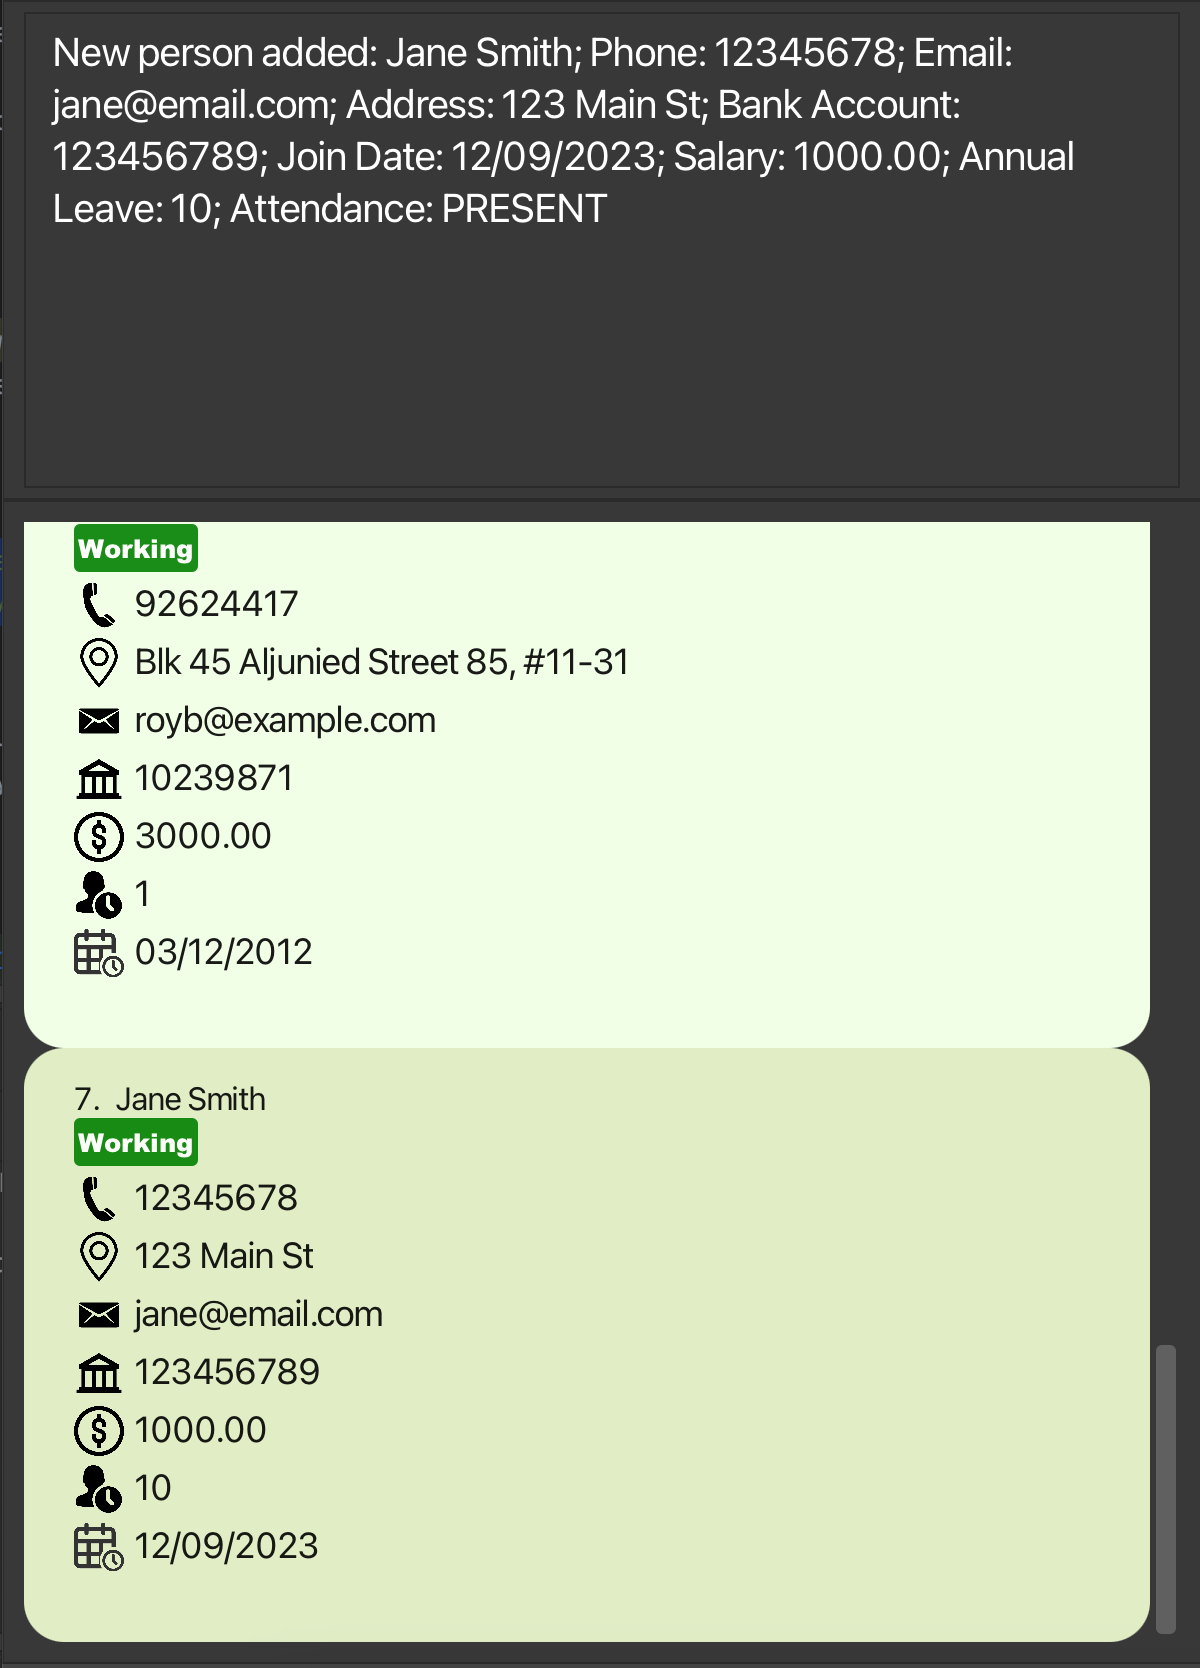 New person added: Jane Smith; Phone: 12345678; Email:
jane@email.com; Address: 123 Main St; Bank Account:
123456789; Join Date: 12/09/2023; Salary: 1000.00; Annual
Leave: 10; Attendance: PRESENT
Working
92624417
Blk 45 Aljunied Street 85, #11-31
royb@example.com
10239871
3000.00
1
03/12/2012
7. Jane Smith
Working
12345678
123 Main St
jane@email.com
123456789
1000.00
10
12/09/2023